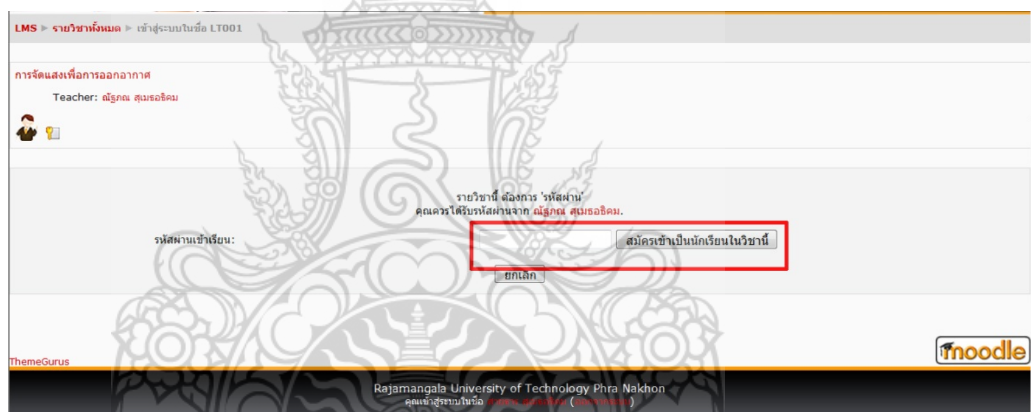 LMS ► รายวิชาทั้งหมด ► เข้าสู่ระบบในชื่อ LT001
การจัดแสงเพื่อการออกอากาศ
Teacher: ณัฐภณ สุเมธอธิคม
รายวิชานี้ ต้องการ 'รหัสผ่าน'
คุณควรได้รับรหัสผ่านจาก ณัฐภณ สุเมธอธิคม.
รหัสผ่านเข้าเรียน:
สมัครเข้าเป็นนักเรียนในวิชานี้
ยกเลิก
moodle
ThemeGurus
Rajamangala University of Technology Phra Nakhon
คุณเข้าสู่ระบบในชื่อ